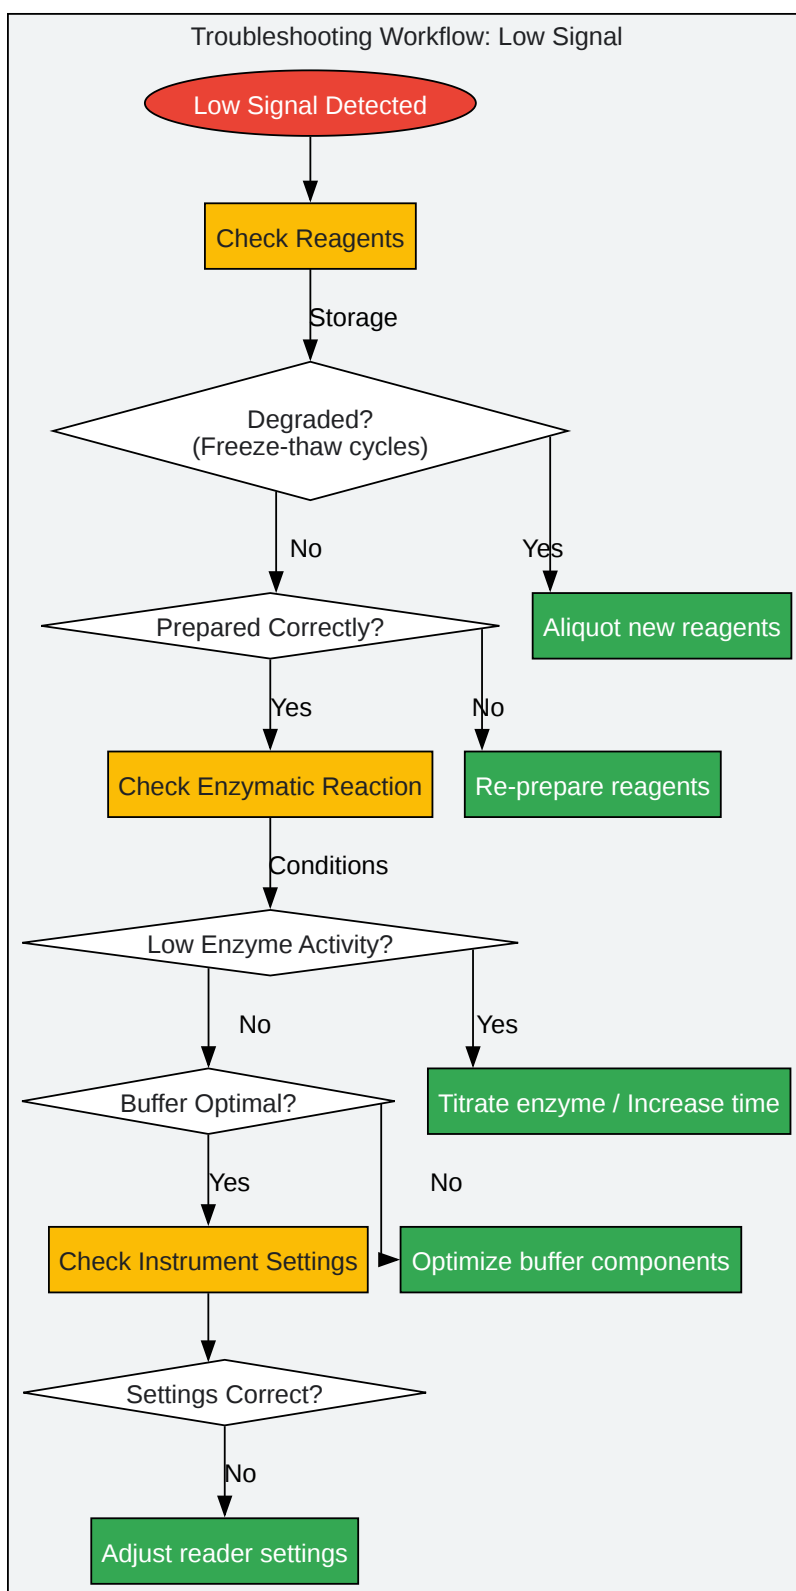 Troubleshooting Workflow: Low Signal
Low Signal Detected
Check Reagents
Storage
Degraded?
(Freeze-thaw cycles)
No
Yes
Prepared Correctly?
Aliquot new reagents
Yes
No
Check Enzymatic Reaction
Re-prepare reagents
Conditions
Low Enzyme Activity?
No
Yes
Buffer Optimal?
Titrate enzyme / Increase time
Yes
No
Check Instrument Settings
Optimize buffer components
Settings Correct?
No
Adjust reader settings